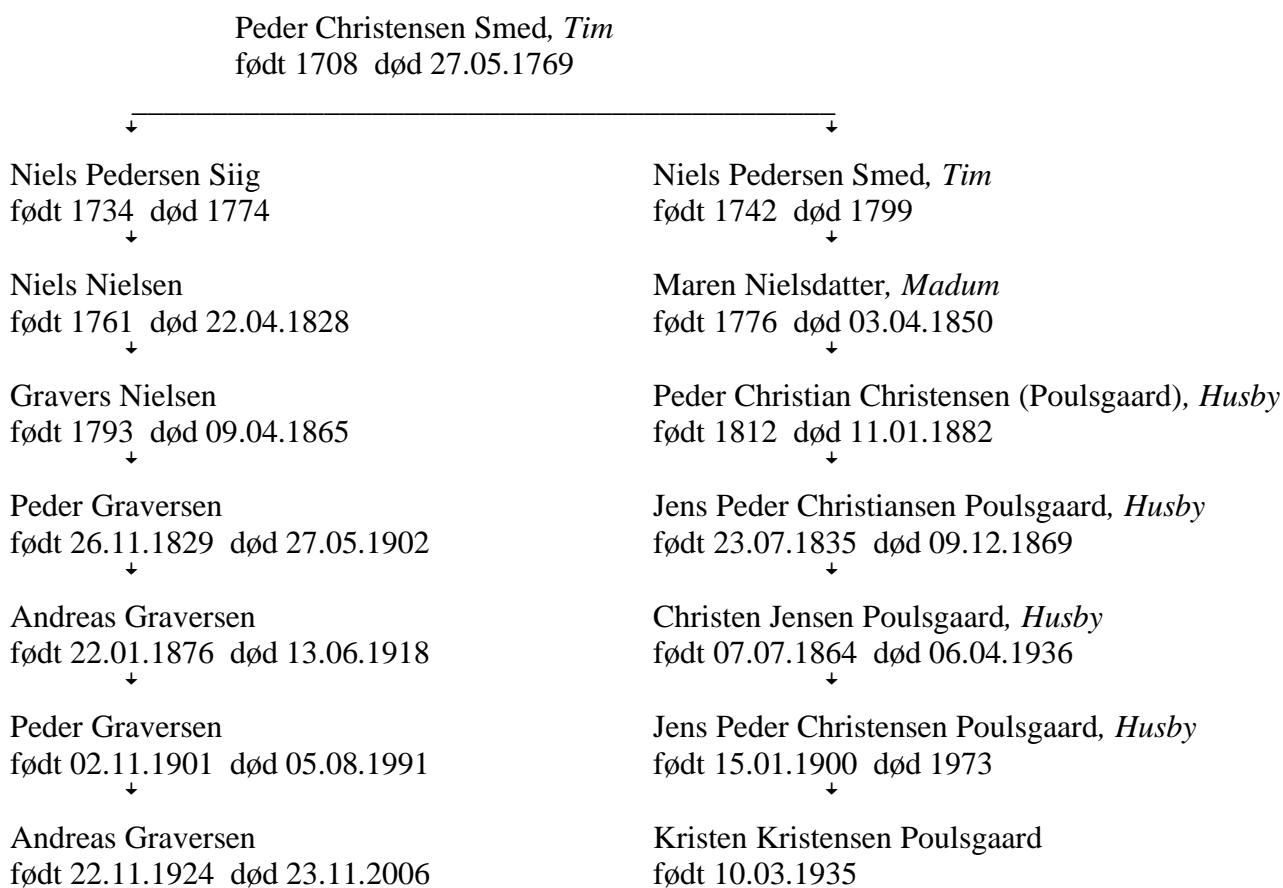 Peder Christensen Smed, Tim
født 1708 død 27.05.1769
Niels Pedersen Siig
født 1734 død 1774
Niels Pedersen Smed, Tim
født 1742 død 1799
Niels Nielsen
født 1761 død 22.04.1828
Maren Nielsdatter, Madum
født 1776 død 03.04.1850
Gravers Nielsen
født 1793 død 09.04.1865
Peder Christian Christensen (Poulsgaard), Husby
født 1812 død 11.01.1882
Peder Graversen
født 26.11.1829 død 27.05.1902
Jens Peder Christiansen Poulsgaard, Husby
født 23.07.1835 død 09.12.1869
Andreas Graversen
født 22.01.1876 død 13.06.1918
Christen Jensen Poulsgaard, Husby
født 07.07.1864 død 06.04.1936
Peder Graversen
født 02.11.1901 død 05.08.1991
Jens Peder Christensen Poulsgaard, Husby
født 15.01.1900 død 1973
Andreas Graversen
født 22.11.1924 død 23.11.2006
Kristen Kristensen Poulsgaard
født 10.03.1935